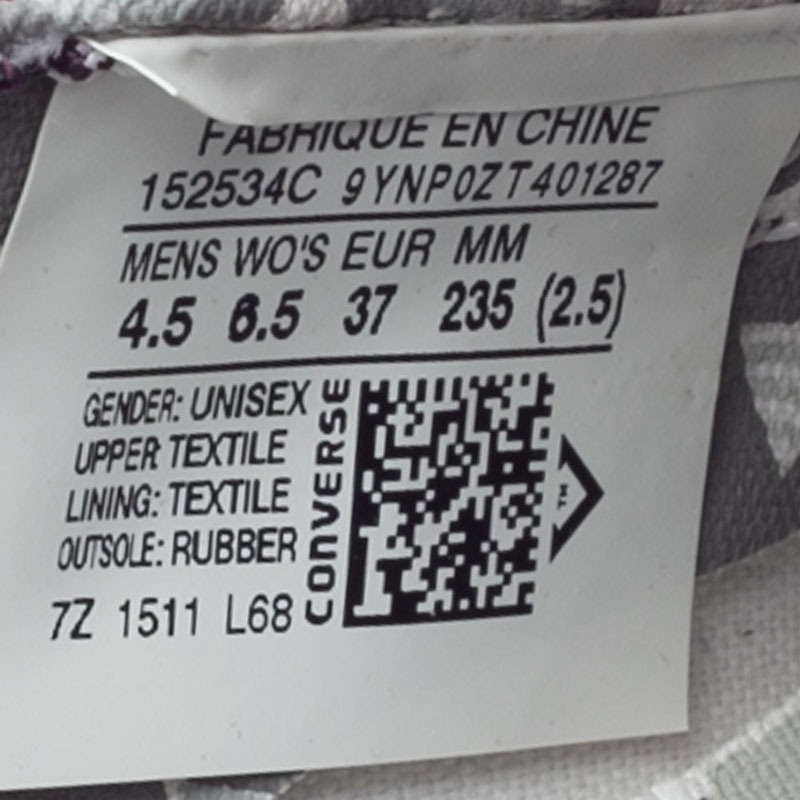 FABRIQUE EN CHINE
152534C 9YNP0ZT401287
MENS WO'S EUR MM
4.5 6.5 37 235 (2.5)
GENDER: UNISEX
UPPER TEXTILE
LINING: TEXTILE
OUTSOLE: RUBBER
7Z 1511 L68
CONVERSE
TM